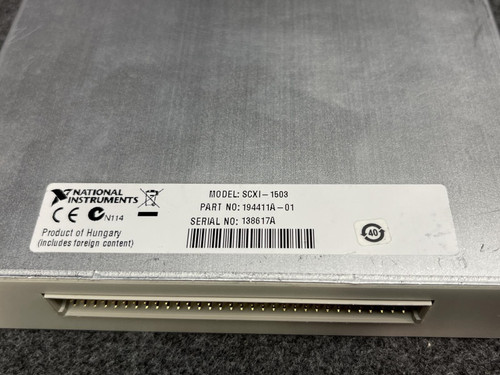 NATIONAL
INSTRUMENTS
CE N114
Product of Hungary
(includes foreign content)
MODEL: SCXI-1503
PART NO: 194411A-01
SERIAL NO: 138617A
40